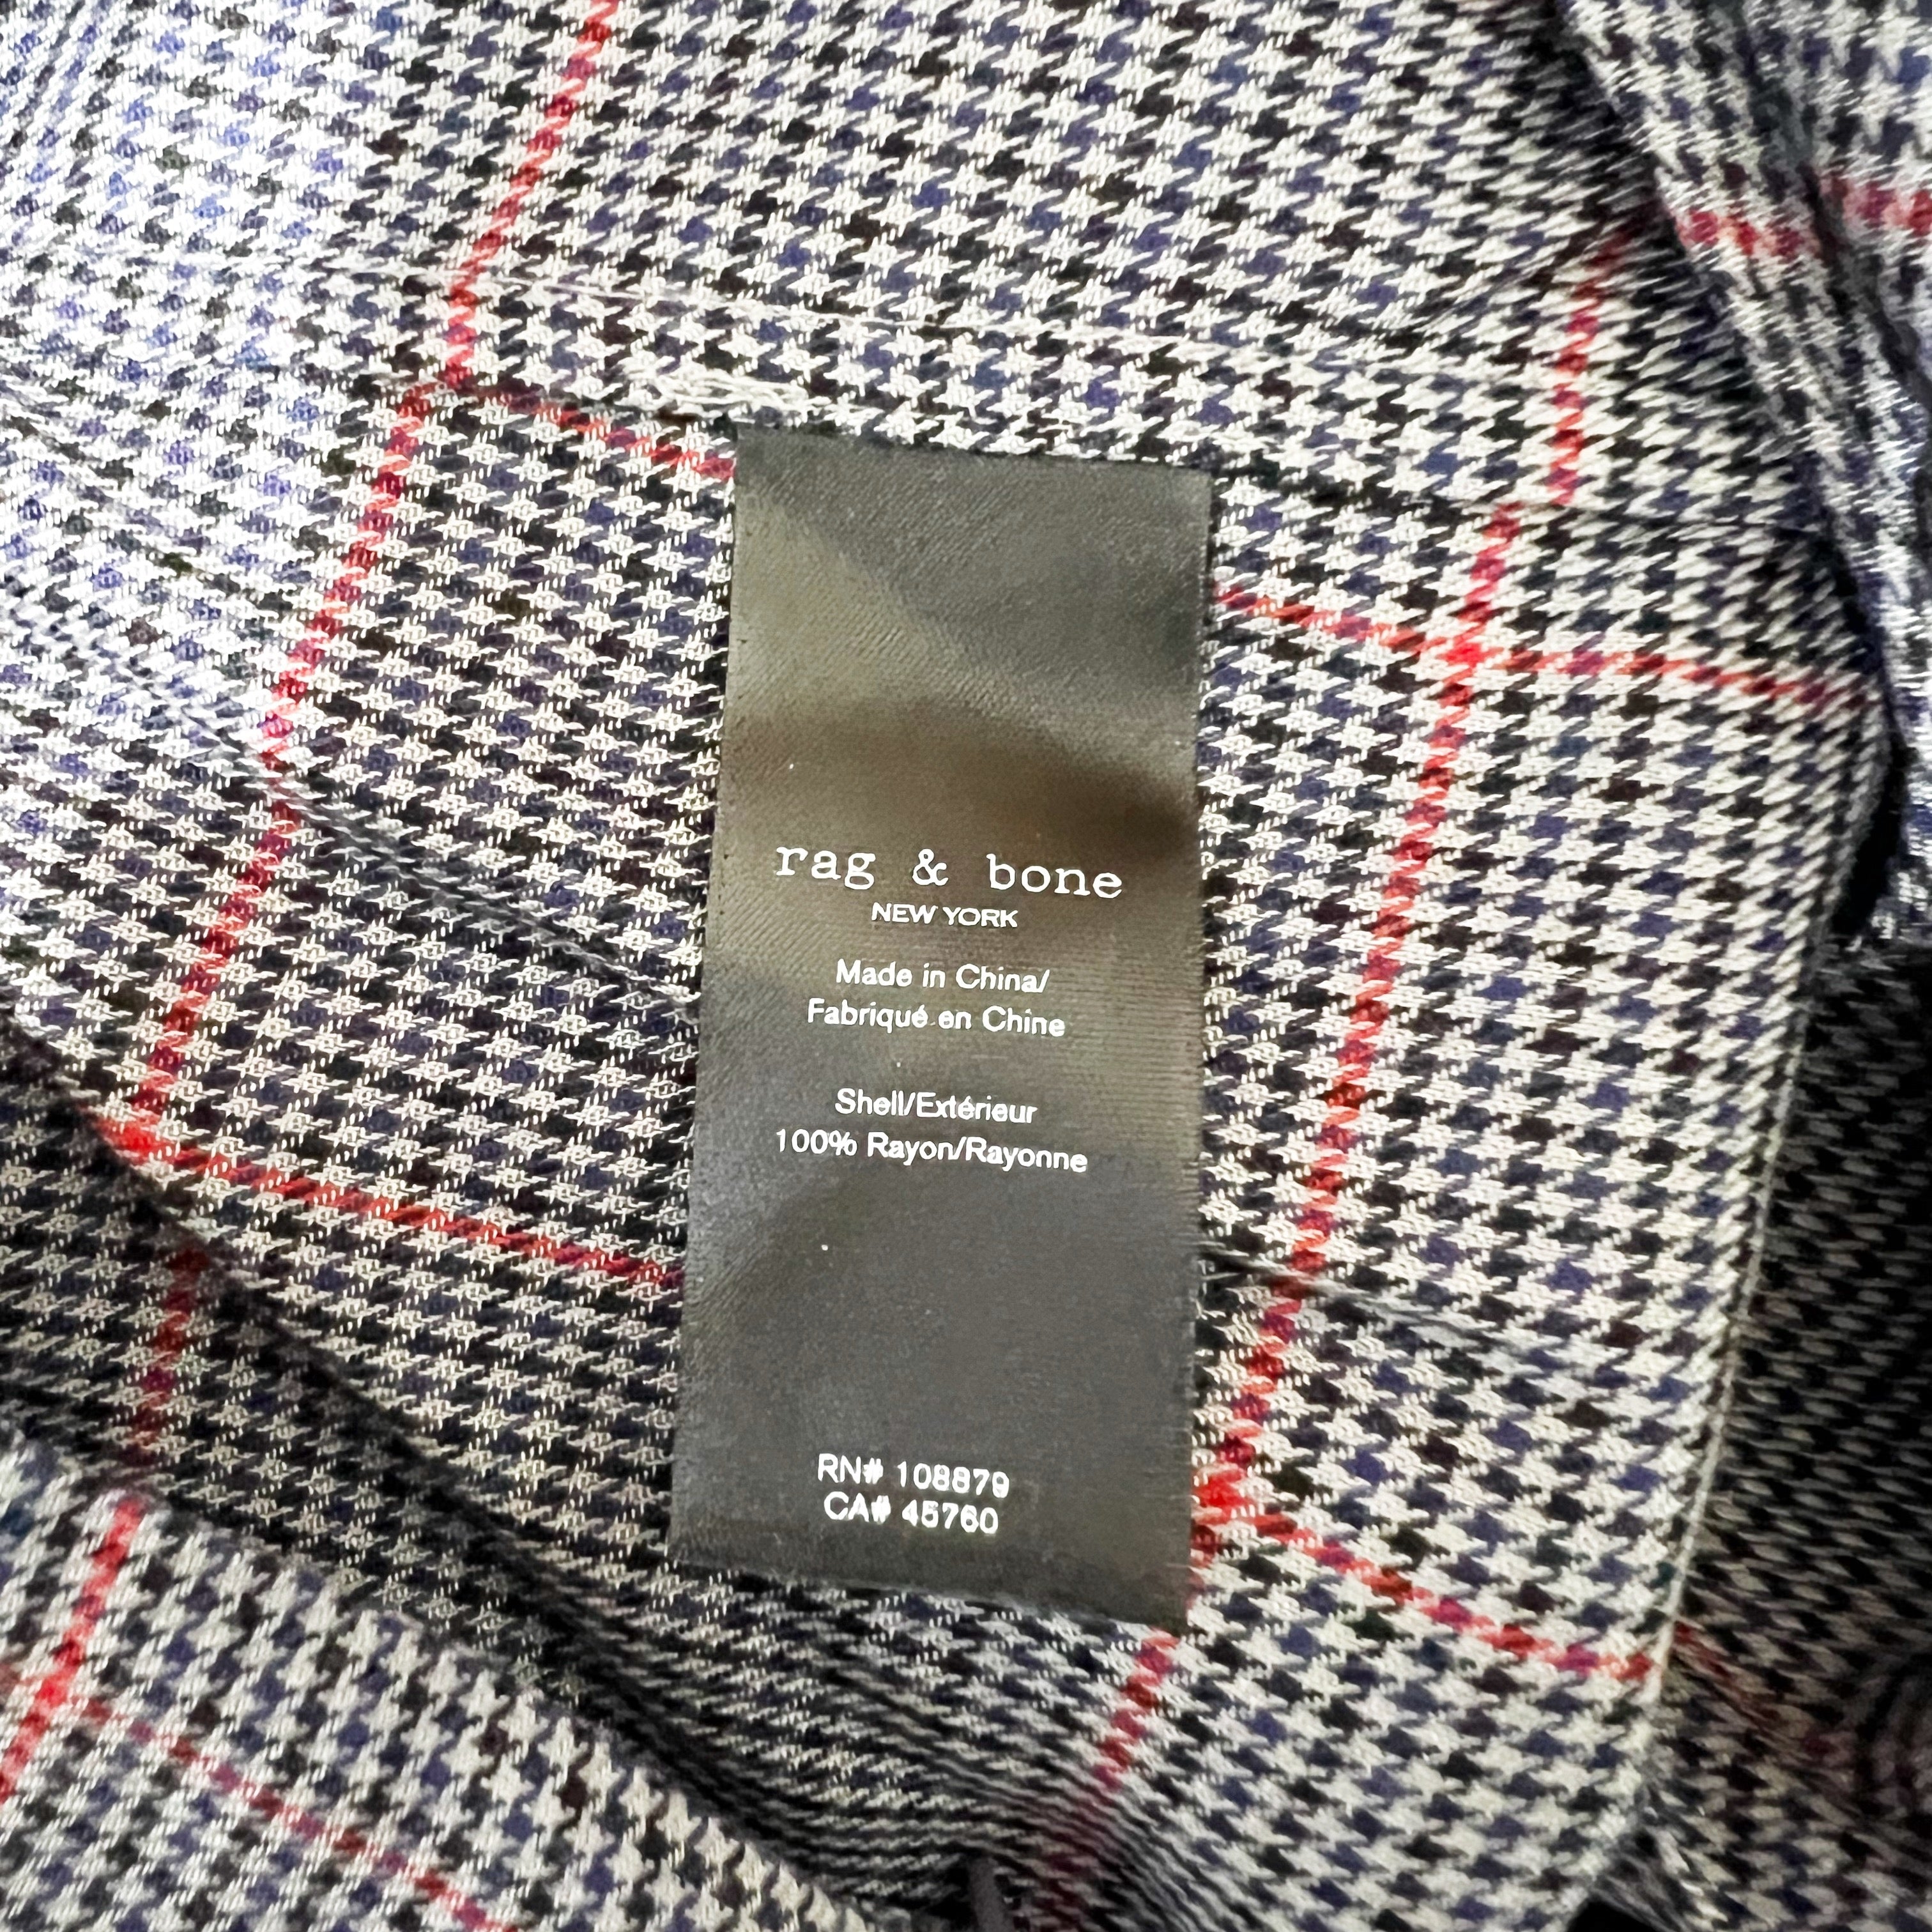 rag & bone
NEW YORK
Made in China/
Fabriqué en Chine
Shell/Extérieur
100% Rayon/Rayonne
RN# 108879
CA# 45760